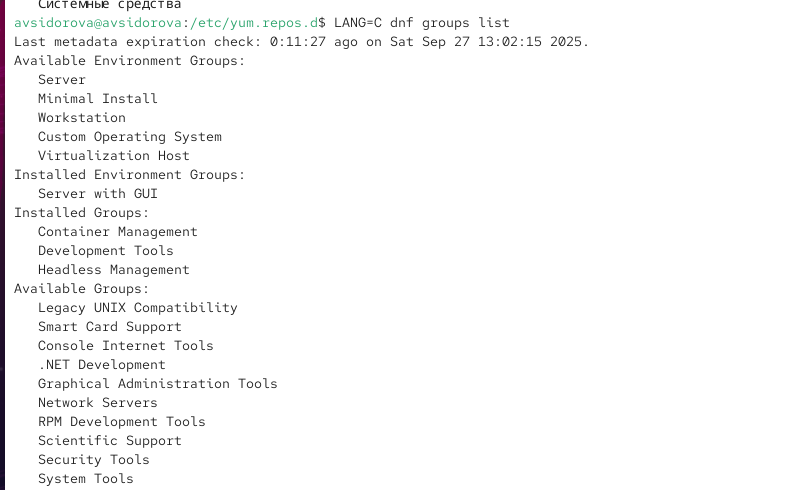 Системные средства
avsidorova@avsidorova:/etc/yum.repos.d$ LANG=C dnf groups list
Last metadata expiration check: 0:11:27 ago on Sat Sep 27 13:02:15 2025.
Available Environment Groups:
   Server
   Minimal Install
   Workstation
   Custom Operating System
   Virtualization Host
Installed Environment Groups:
   Server with GUI
Installed Groups:
   Container Management
   Development Tools
   Headless Management
Available Groups:
   Legacy UNIX Compatibility
   Smart Card Support
   Console Internet Tools
   .NET Development
   Graphical Administration Tools
   Network Servers
   RPM Development Tools
   Scientific Support
   Security Tools
   System Tools